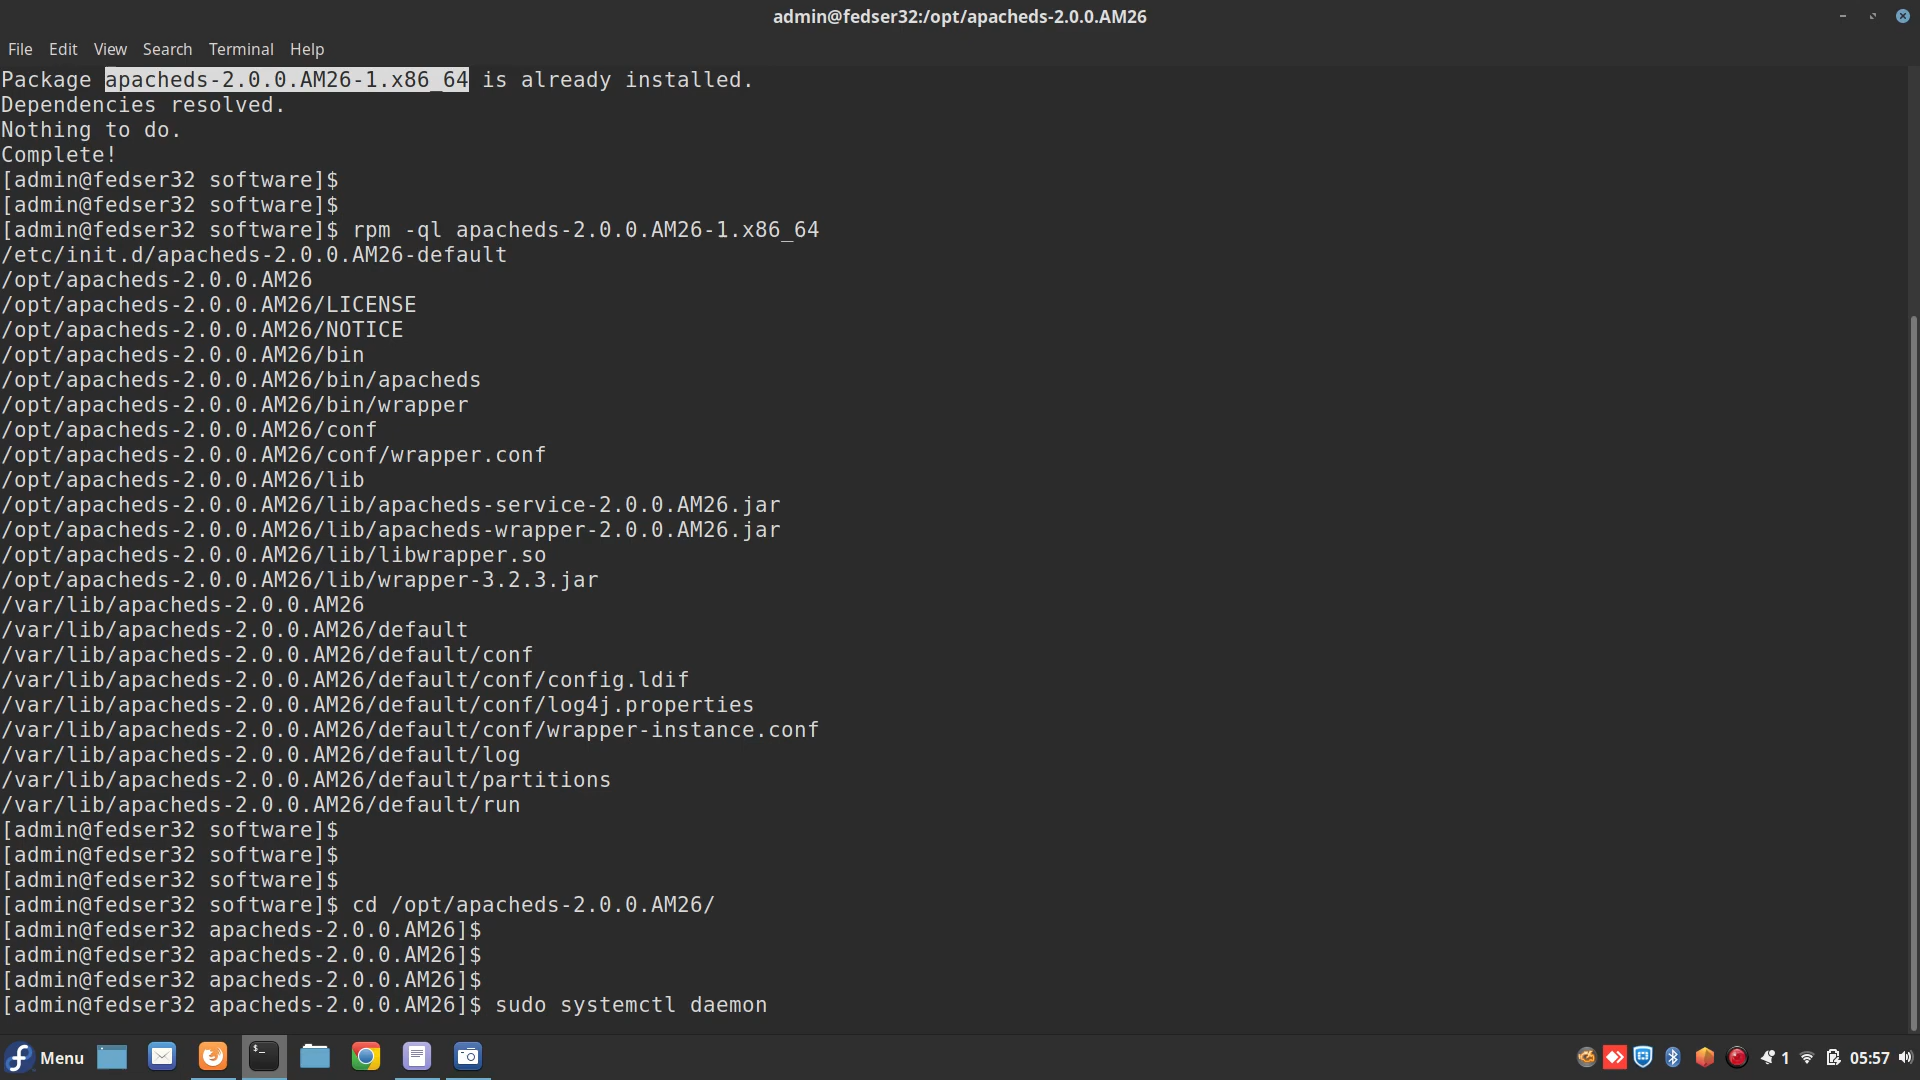 admin@fedser32:/opt/apacheds-2.0.0.AM26
File Edit View Search Terminal Help
Package apacheds-2.0.0.AM26-1.x86_64 is already installed.
Dependencies resolved.
Nothing to do.
Complete!
[admin@fedser32 software]$
[admin@fedser32 software]$
[admin@fedser32 software]$ rpm -ql apacheds-2.0.0.AM26-1.x86_64
/etc/init.d/apacheds-2.0.0.AM26-default
/opt/apacheds-2.0.0.AM26
/opt/apacheds-2.0.0.AM26/LICENSE
/opt/apacheds-2.0.0.AM26/NOTICE
/opt/apacheds-2.0.0.AM26/bin
/opt/apacheds-2.0.0.AM26/bin/apacheds
/opt/apacheds-2.0.0.AM26/bin/wrapper
/opt/apacheds-2.0.0.AM26/conf
/opt/apacheds-2.0.0.AM26/conf/wrapper.conf
/opt/apacheds-2.0.0.AM26/lib
/opt/apacheds-2.0.0.AM26/lib/apacheds-service-2.0.0.AM26.jar
/opt/apacheds-2.0.0.AM26/lib/apacheds-wrapper-2.0.0.AM26.jar
/opt/apacheds-2.0.0.AM26/lib/libwrapper.so
/opt/apacheds-2.0.0.AM26/lib/wrapper-3.2.3.jar
/var/lib/apacheds-2.0.0.AM26
/var/lib/apacheds-2.0.0.AM26/default
/var/lib/apacheds-2.0.0.AM26/default/conf
/var/lib/apacheds-2.0.0.AM26/default/conf/config.ldif
/var/lib/apacheds-2.0.0.AM26/default/conf/log4j.properties
/var/lib/apacheds-2.0.0.AM26/default/conf/wrapper-instance.conf
/var/lib/apacheds-2.0.0.AM26/default/log
/var/lib/apacheds-2.0.0.AM26/default/partitions
/var/lib/apacheds-2.0.0.AM26/default/run
[admin@fedser32 software]$
[admin@fedser32 software]$
[admin@fedser32 software]$
[admin@fedser32 software]$ cd /opt/apacheds-2.0.0.AM26/
[admin@fedser32 apacheds-2.0.0.AM26]$
[admin@fedser32 apacheds-2.0.0.AM26]$
[admin@fedser32 apacheds-2.0.0.AM26]$
[admin@fedser32 apacheds-2.0.0.AM26]$ sudo systemctl daemon
Menu 1 05:57